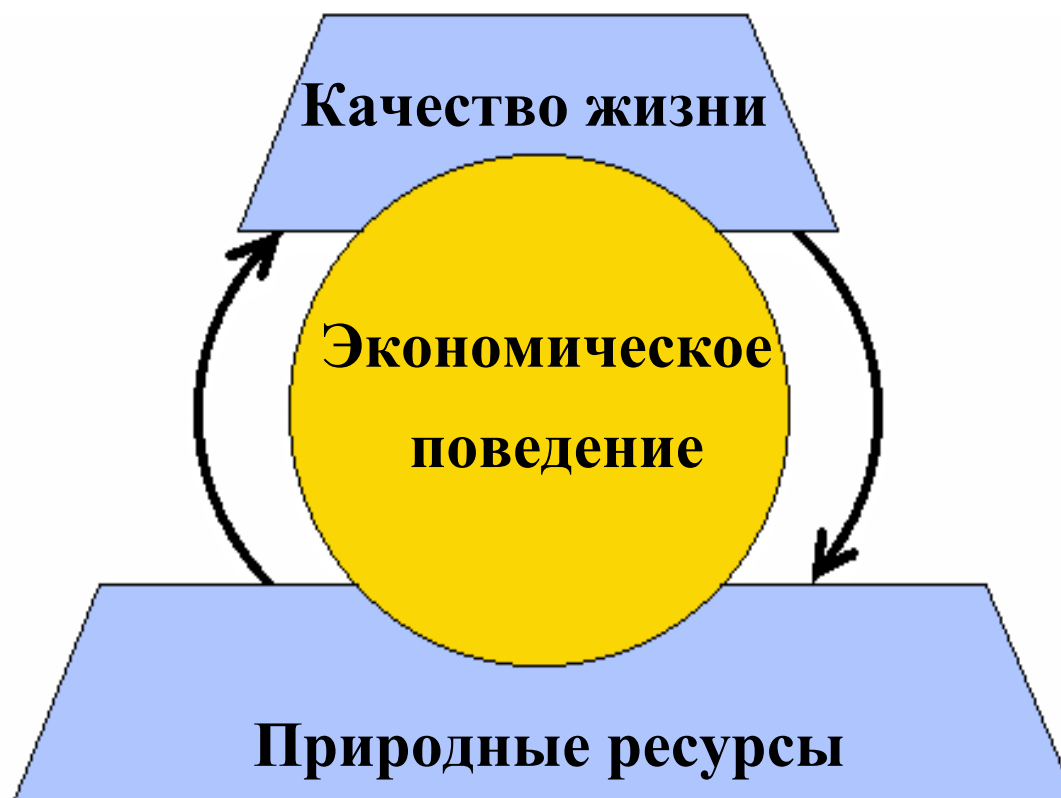 Качество жизни
Экономическое
поведение
Природные ресурсы